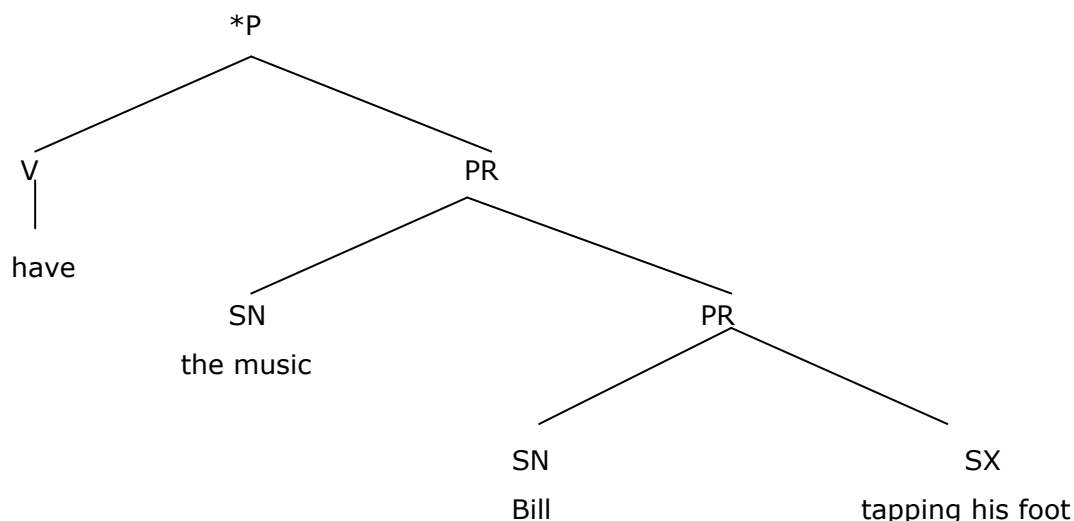 *P
V PR
have
SN PR
the music
SN SX
Bill tapping his foot